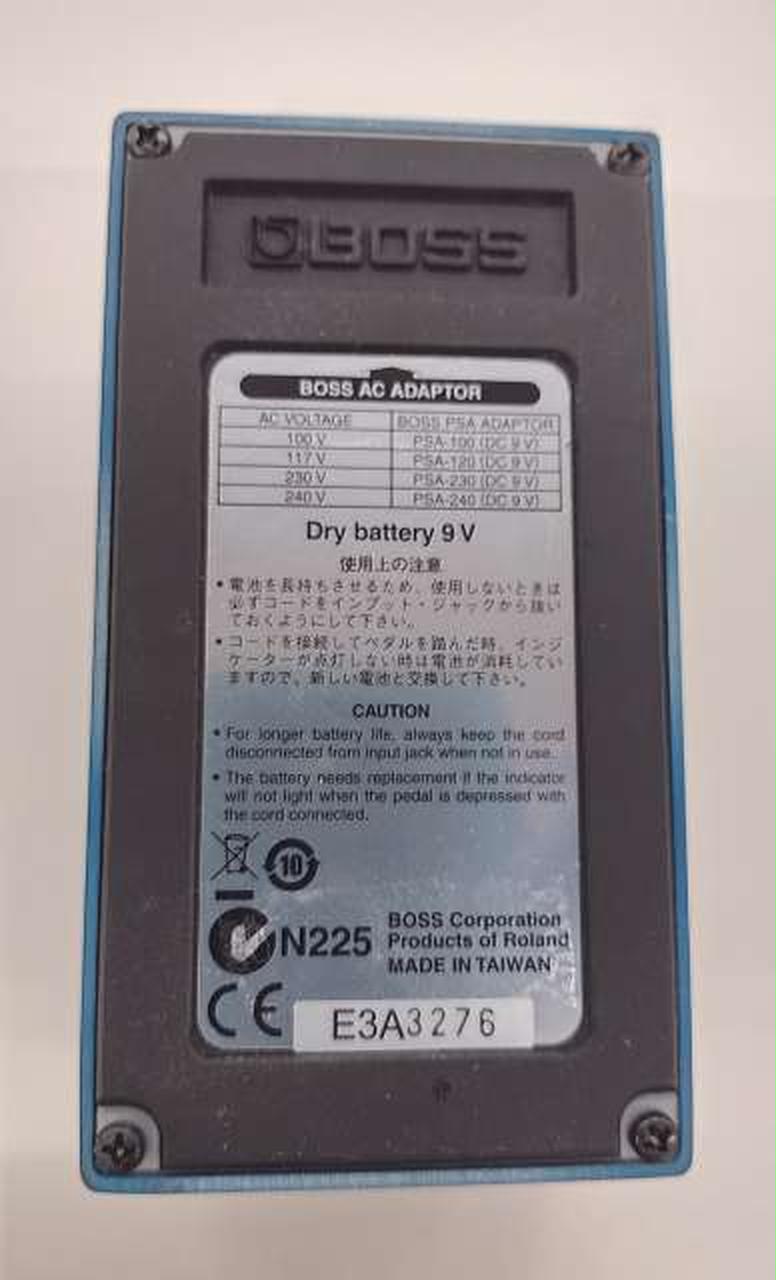 BOSS
BOSS AC ADAPTOR
AC VOLTAGE BOSS PSA ADAPTOR
100 V PSA-100 (DC 9 V)
117 V PSA-120 (DC 9 V)
230 V PSA-230 (DC 9 V)
240 V PSA-240 (DC 9 V)
Dry battery 9 V
使用上の注意
• 電池を長持ちさせるため、使用しないときは
必ずコードをインプット・ジャックから抜い
ておくようにして下さい。
• コードを接続してペダルを踏んだ時、インジ
ケーターが点灯しない時は電池が消耗してい
ますので、新しい電池と交換して下さい。
CAUTION
• For longer battery life, always keep the cord
disconnected from input jack when not in use.
• The battery needs replacement if the indicator
will not light when the pedal is depressed with
the cord connected.
10
N225
BOSS Corporation
Products of Roland
MADE IN TAIWAN
CE
E3A3276